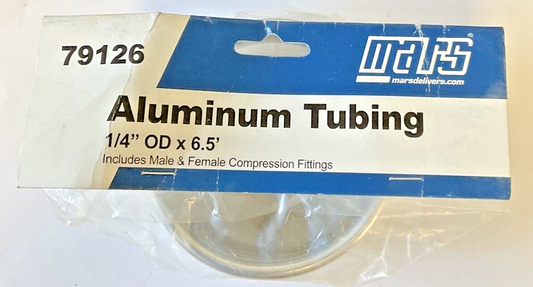 79126
mars
®
marsdelivers.com
Aluminum Tubing
1/4” OD x 6.5’
Includes Male & Female Compression Fittings